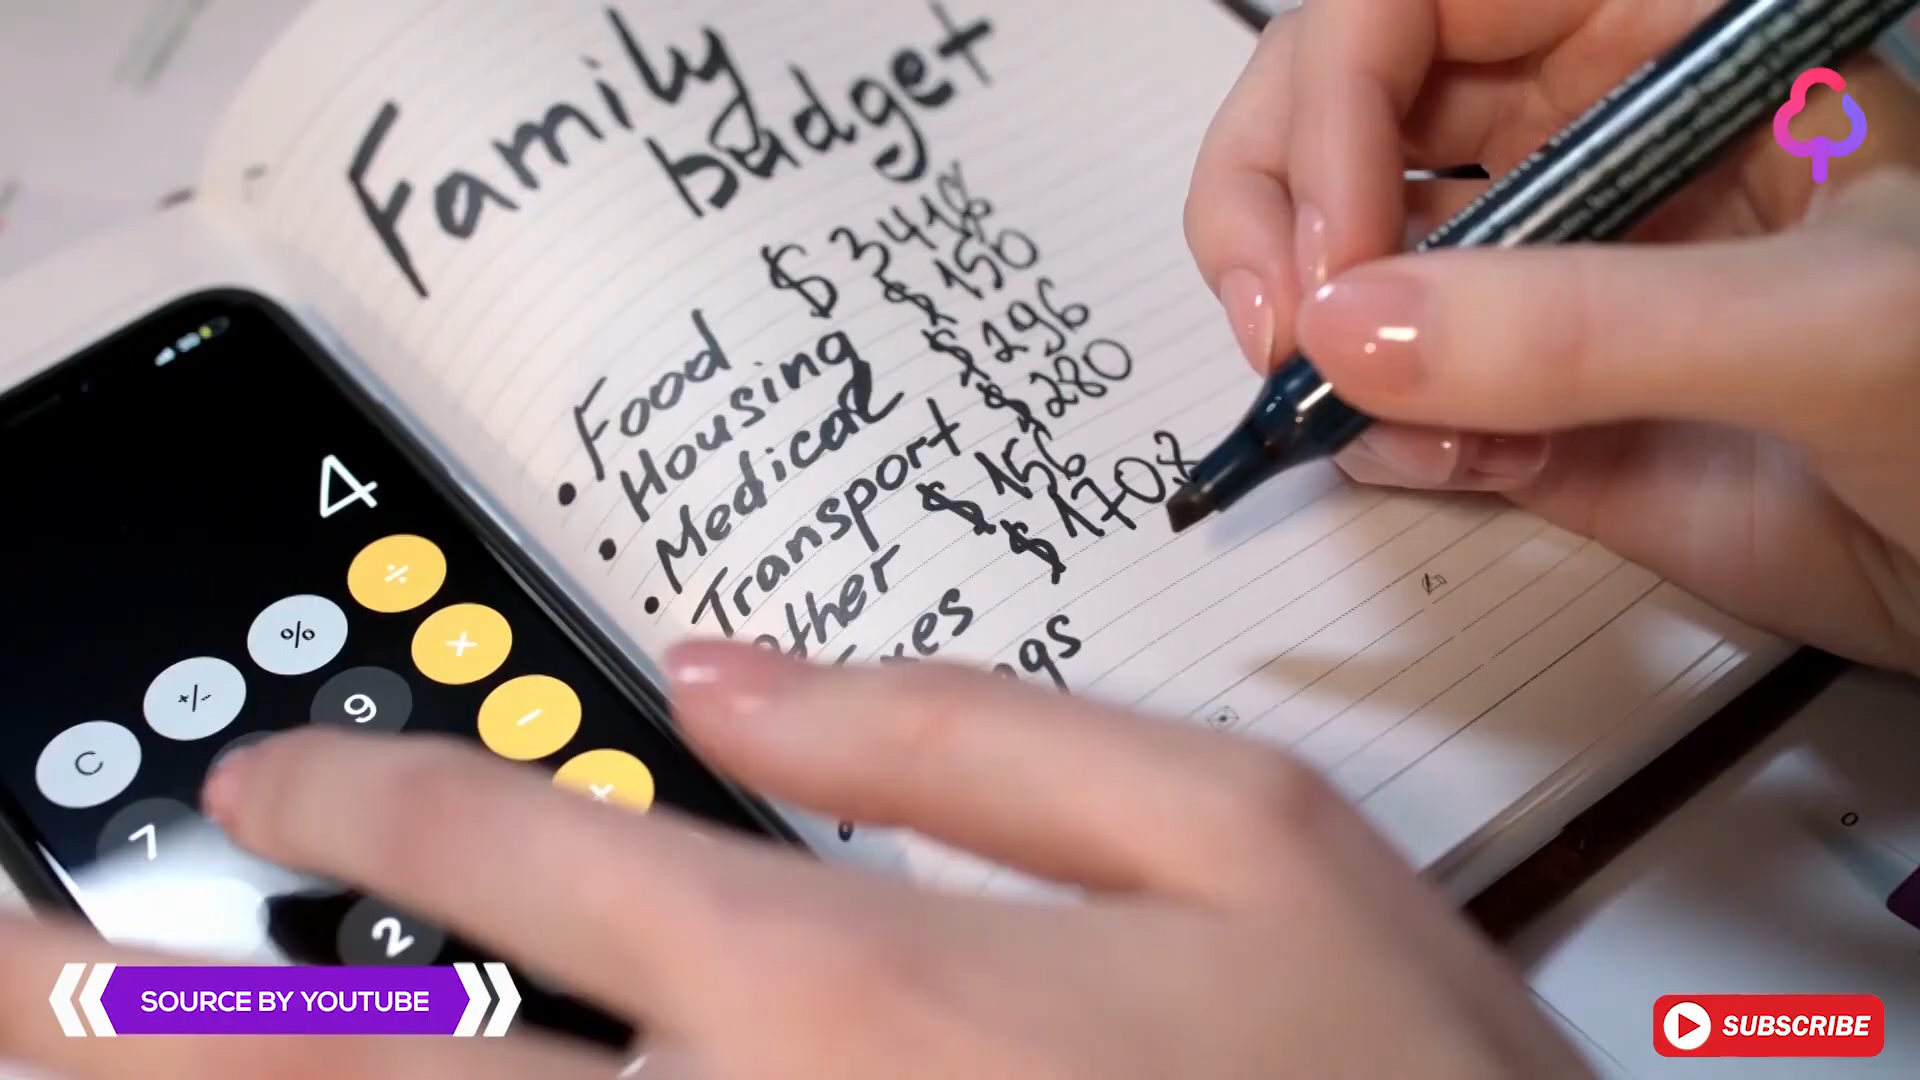 Family
budget
Food $ 3418
• Housing $ 150
• Medical $ 296
• Transport $ 280
other $ 156
$ 1708
4
÷
% ×
+/- 9 −
C
7
2
SOURCE BY YOUTUBE
SUBSCRIBE